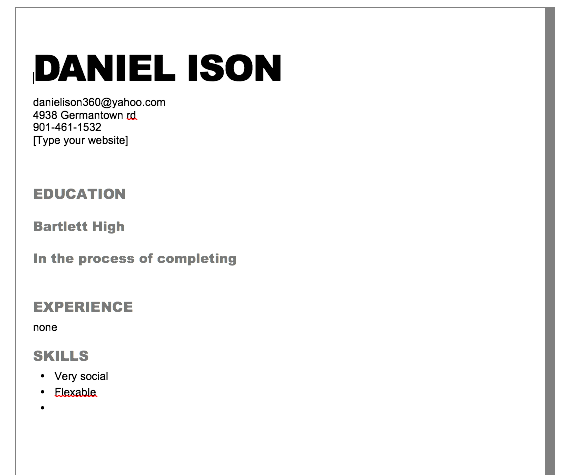 DANIEL ISON
danielison360@yahoo.com
4938 Germantown rd
901-461-1532
[Type your website]
EDUCATION
Bartlett High
In the process of completing
EXPERIENCE
none
SKILLS
• Very social
• Flexable
•